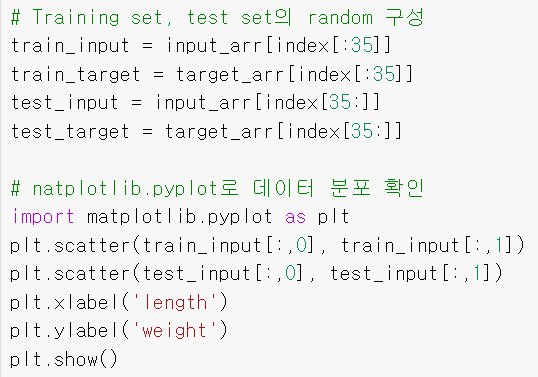 # Training set, test set의 random 구성
train_input = input_arr[index[:35]]
train_target = target_arr[index[:35]]
test_input = input_arr[index[35:]]
test_target = target_arr[index[35:]]

# natplotlib.pyplot로 데이터 분포 확인
import matplotlib.pyplot as plt
plt.scatter(train_input[:,0], train_input[:,1])
plt.scatter(test_input[:,0], test_input[:,1])
plt.xlabel('length')
plt.ylabel('weight')
plt.show()